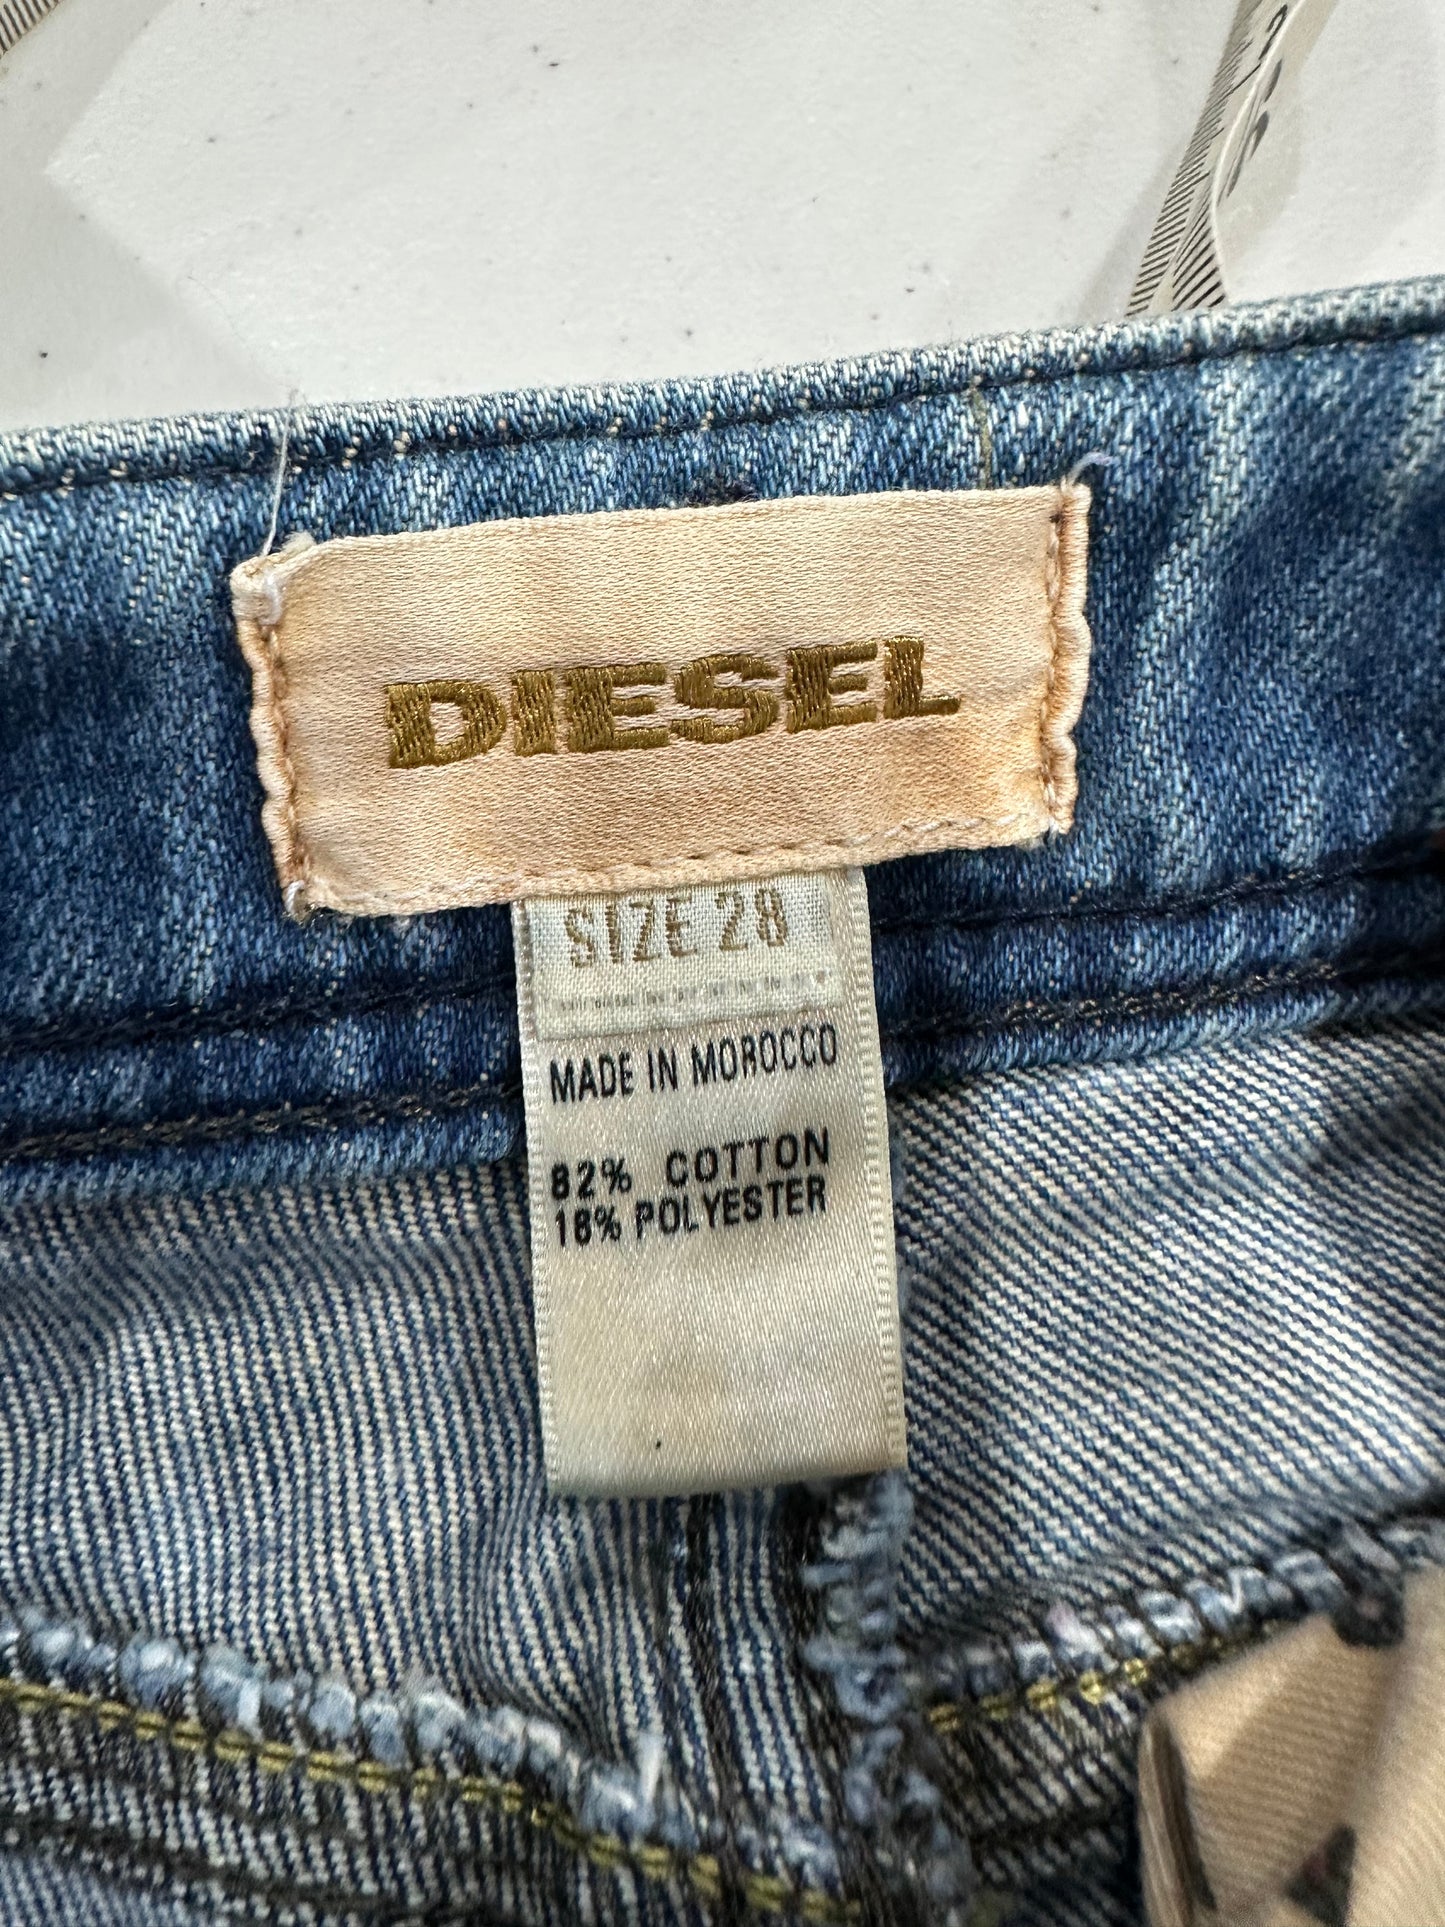 DIESEL
SIZE 28
MADE IN MOROCCO
82% COTTON
18% POLYESTER